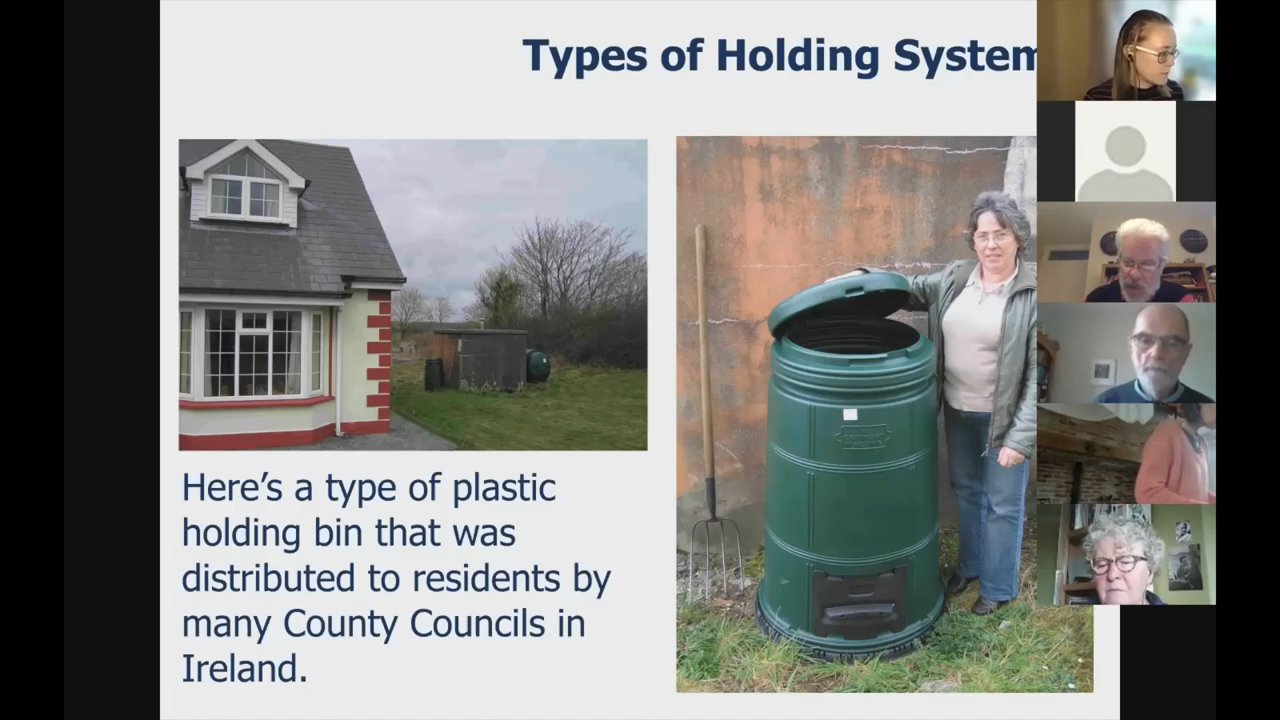 Types of Holding System
Here's a type of plastic
holding bin that was
distributed to residents by
many County Councils in
Ireland.